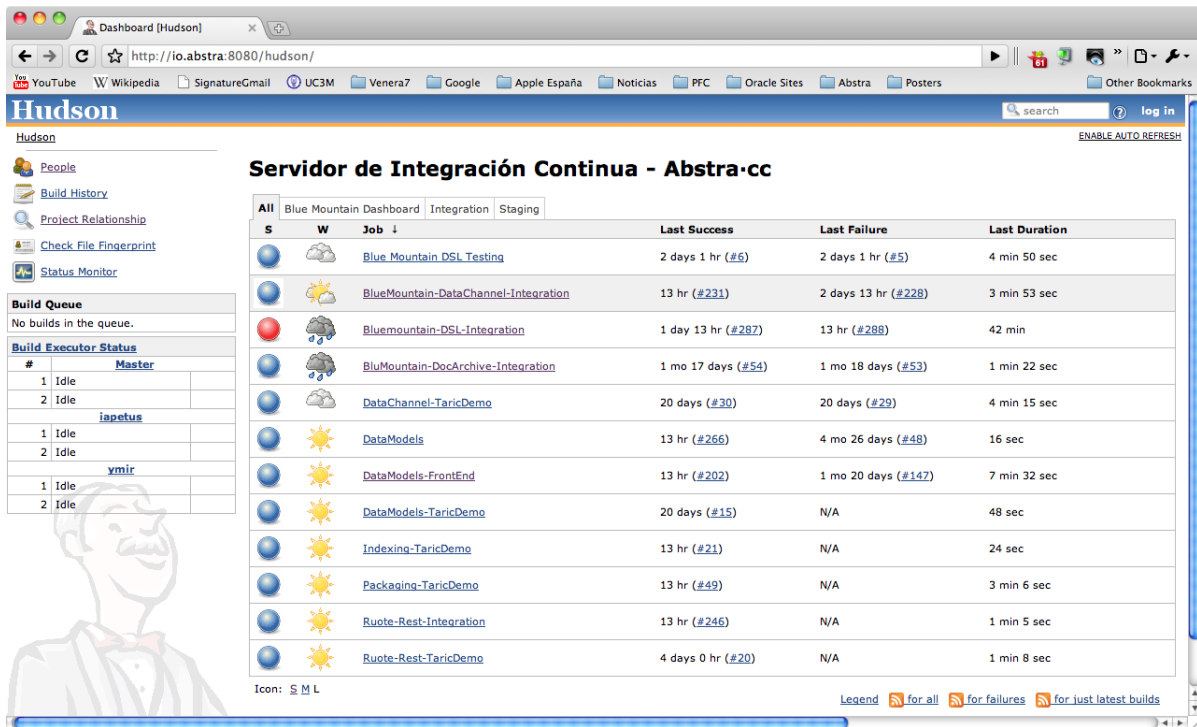 Dashboard [Hudson]
http://io.abstra:8080/hudson/
61
YouTube Wikipedia SignatureGmail UC3M Venera7 Google Apple España Noticias PFC Oracle Sites Abstra Posters Other Bookmarks
Hudson
search log in
Hudson
ENABLE AUTO REFRESH
People
Build History
Project Relationship
Check File Fingerprint
Status Monitor
Build Queue
No builds in the queue.
Build Executor Status
# Master
1 Idle
2 Idle
iapetus
1 Idle
2 Idle
ymir
1 Idle
2 Idle
Servidor de Integración Continua - Abstra·cc
All Blue Mountain Dashboard Integration Staging
S W Job ↓ Last Success Last Failure Last Duration
Blue Mountain DSL Testing 2 days 1 hr (#6) 2 days 1 hr (#5) 4 min 50 sec
BlueMountain-DataChannel-Integration 13 hr (#231) 2 days 13 hr (#228) 3 min 53 sec
Bluemountain-DSL-Integration 1 day 13 hr (#287) 13 hr (#288) 42 min
BluMountain-DocArchive-Integration 1 mo 17 days (#54) 1 mo 18 days (#53) 1 min 22 sec
DataChannel-TaricDemo 20 days (#30) 20 days (#29) 4 min 15 sec
DataModels 13 hr (#266) 4 mo 26 days (#48) 16 sec
DataModels-FrontEnd 13 hr (#202) 1 mo 20 days (#147) 7 min 32 sec
DataModels-TaricDemo 20 days (#15) N/A 48 sec
Indexing-TaricDemo 13 hr (#21) N/A 24 sec
Packaging-TaricDemo 13 hr (#49) N/A 3 min 6 sec
Ruote-Rest-Integration 13 hr (#246) N/A 1 min 5 sec
Ruote-Rest-TaricDemo 4 days 0 hr (#20) N/A 1 min 8 sec
Icon: S M L
Legend for all for failures for just latest builds